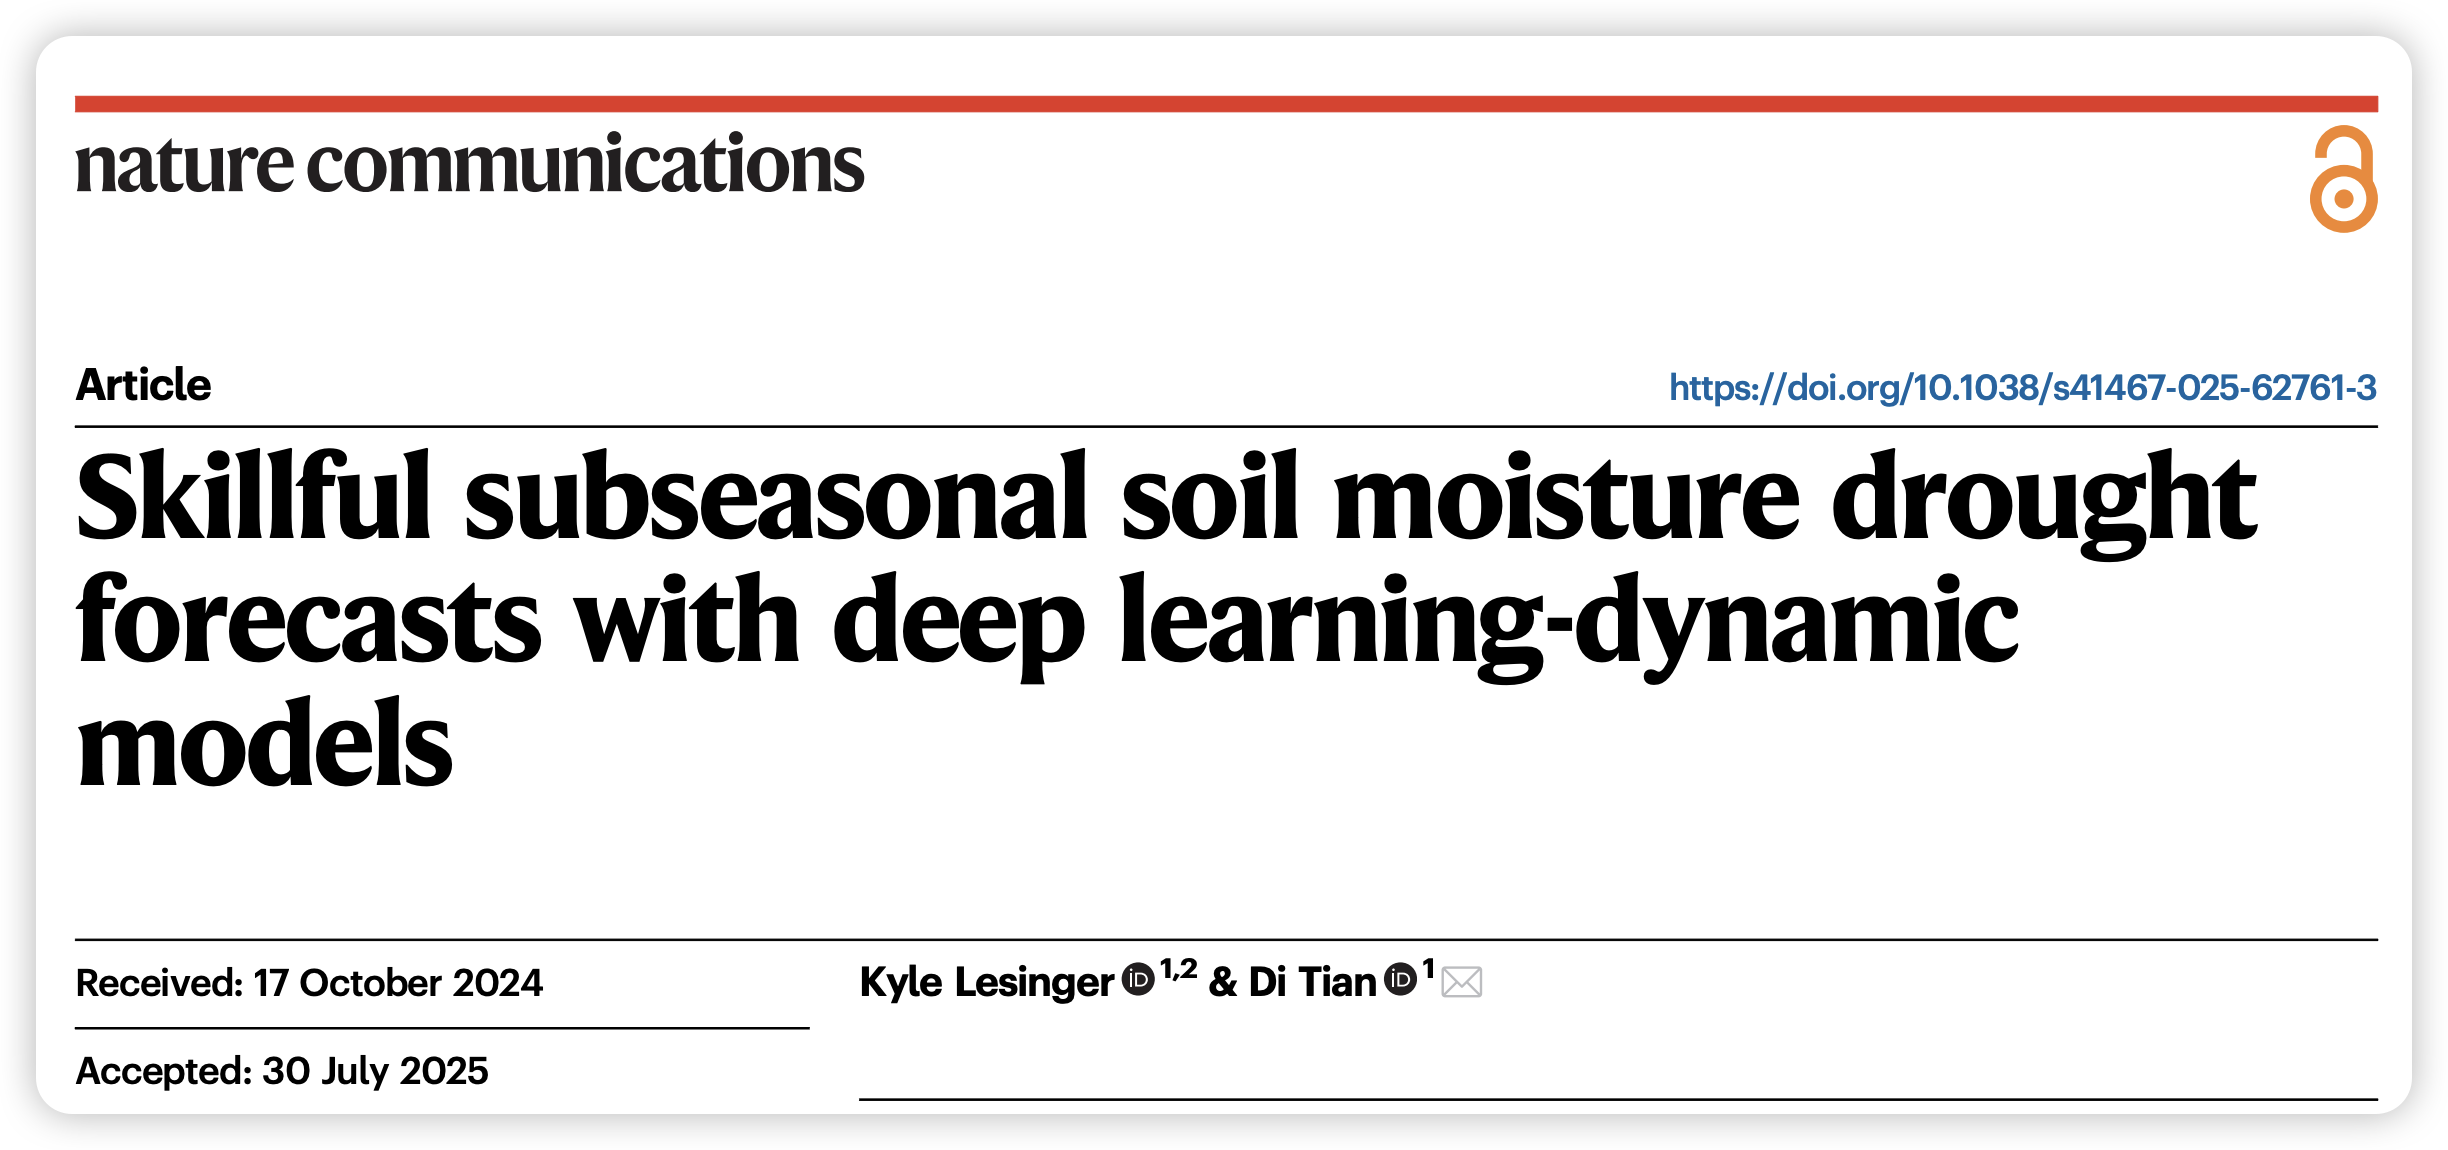 nature communications
Article
https://doi.org/10.1038/s41467-025-62761-3
Skillful subseasonal soil moisture drought
forecasts with deep learning-dynamic
models
Received: 17 October 2024
Accepted: 30 July 2025
Kyle Lesinger iD 1,2 & Di Tian iD 1